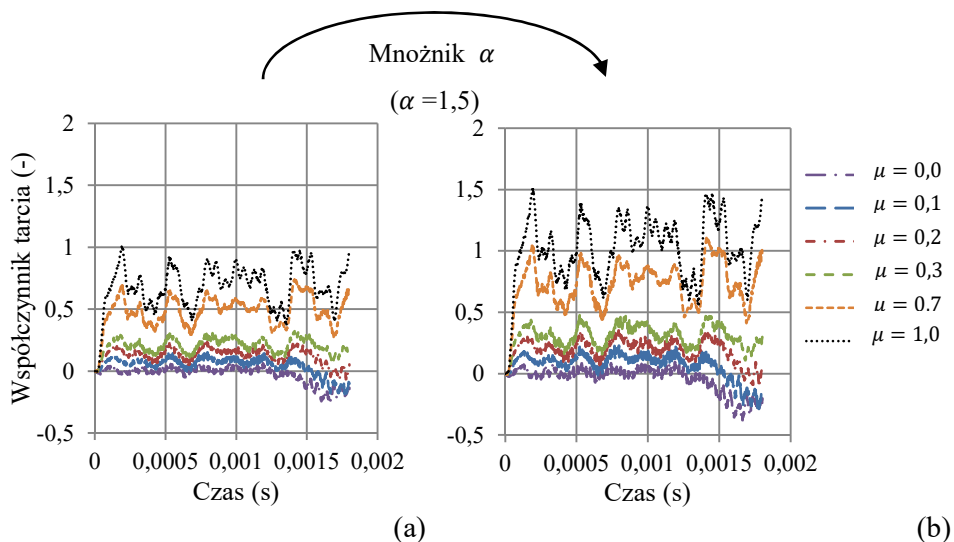 Mnożnik α
(α =1,5)
Współczynnik tarcia (-)
2
1,5
1
0,5
0
-0,5
0
0,0005
0,001
0,0015
0,002
Czas (s)
(a)
2
1,5
1
0,5
0
-0,5
0
0,0005
0,001
0,0015
0,002
Czas (s)
(b)
μ = 0,0
μ = 0,1
μ = 0,2
μ = 0,3
μ = 0.7
μ = 1,0